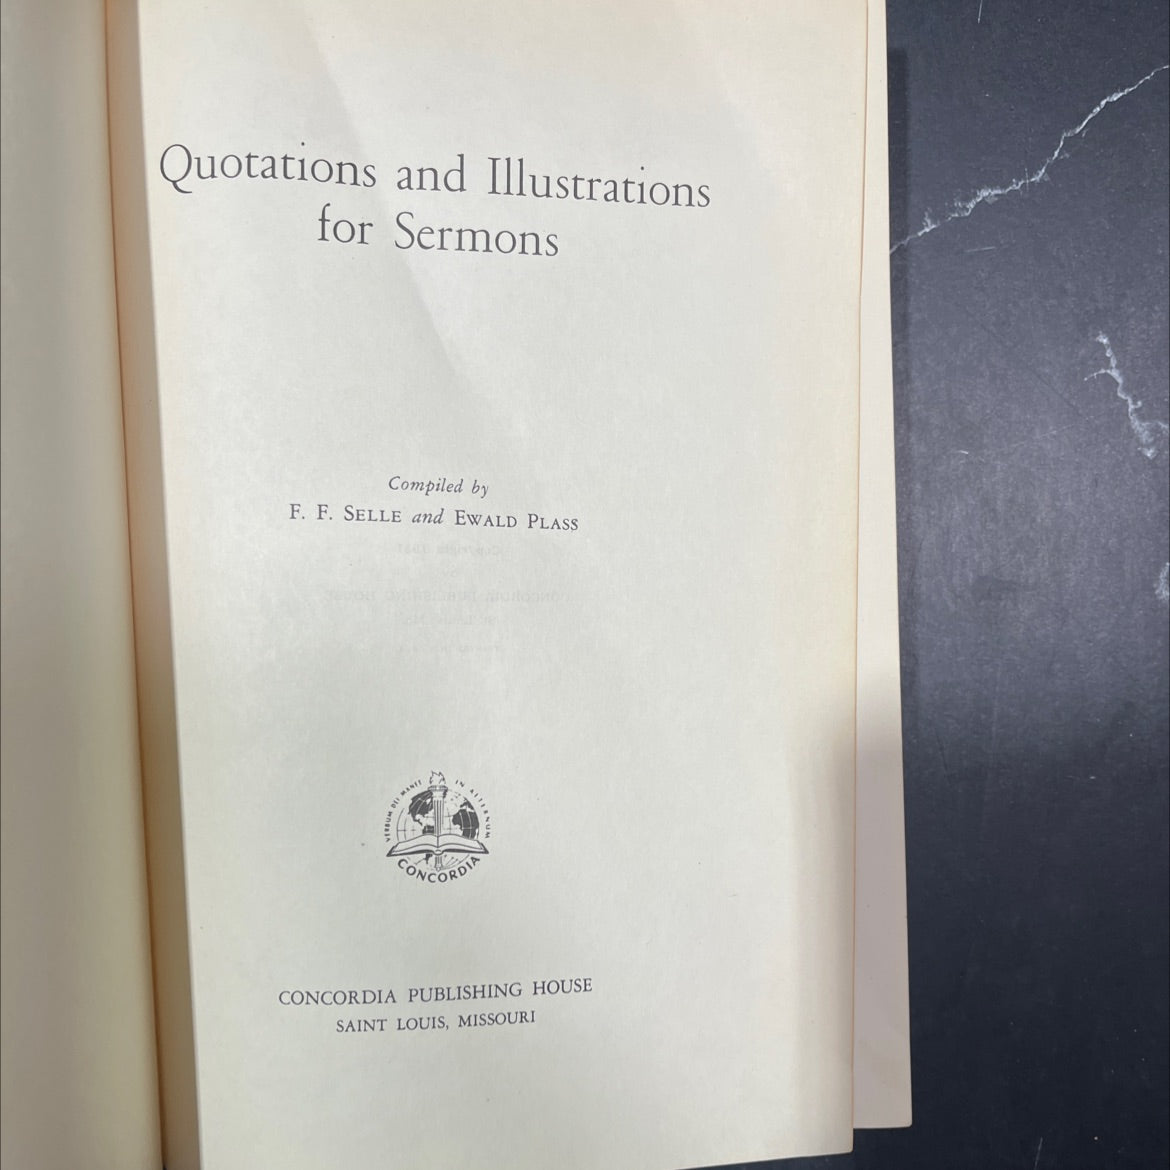 Quotations and Illustrations
for Sermons
Compiled by
F. F. SELLE and EWALD PLASS
VERBUM DEI MANET IN AETERNUM
CONCORDIA
CONCORDIA PUBLISHING HOUSE
SAINT LOUIS, MISSOURI